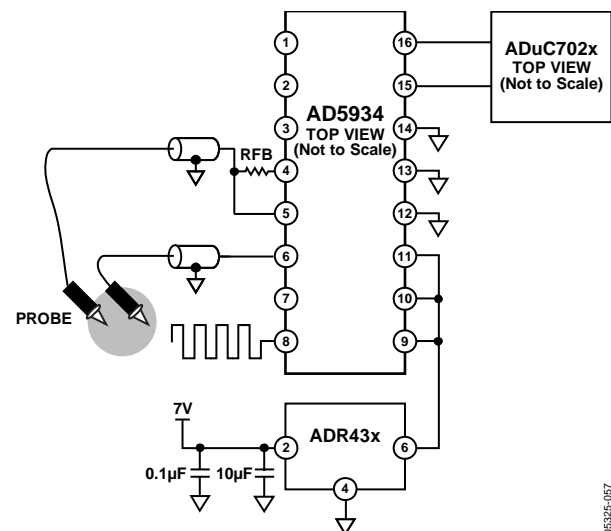 1
2
3
4
5
6
7
8
16
15
14
13
12
11
10
9
AD5934
TOP VIEW
(Not to Scale)
ADuC702x
TOP VIEW
(Not to Scale)
RFB
PROBE
7V
0.1µF
10µF
2
ADR43x
6
4
05325-057